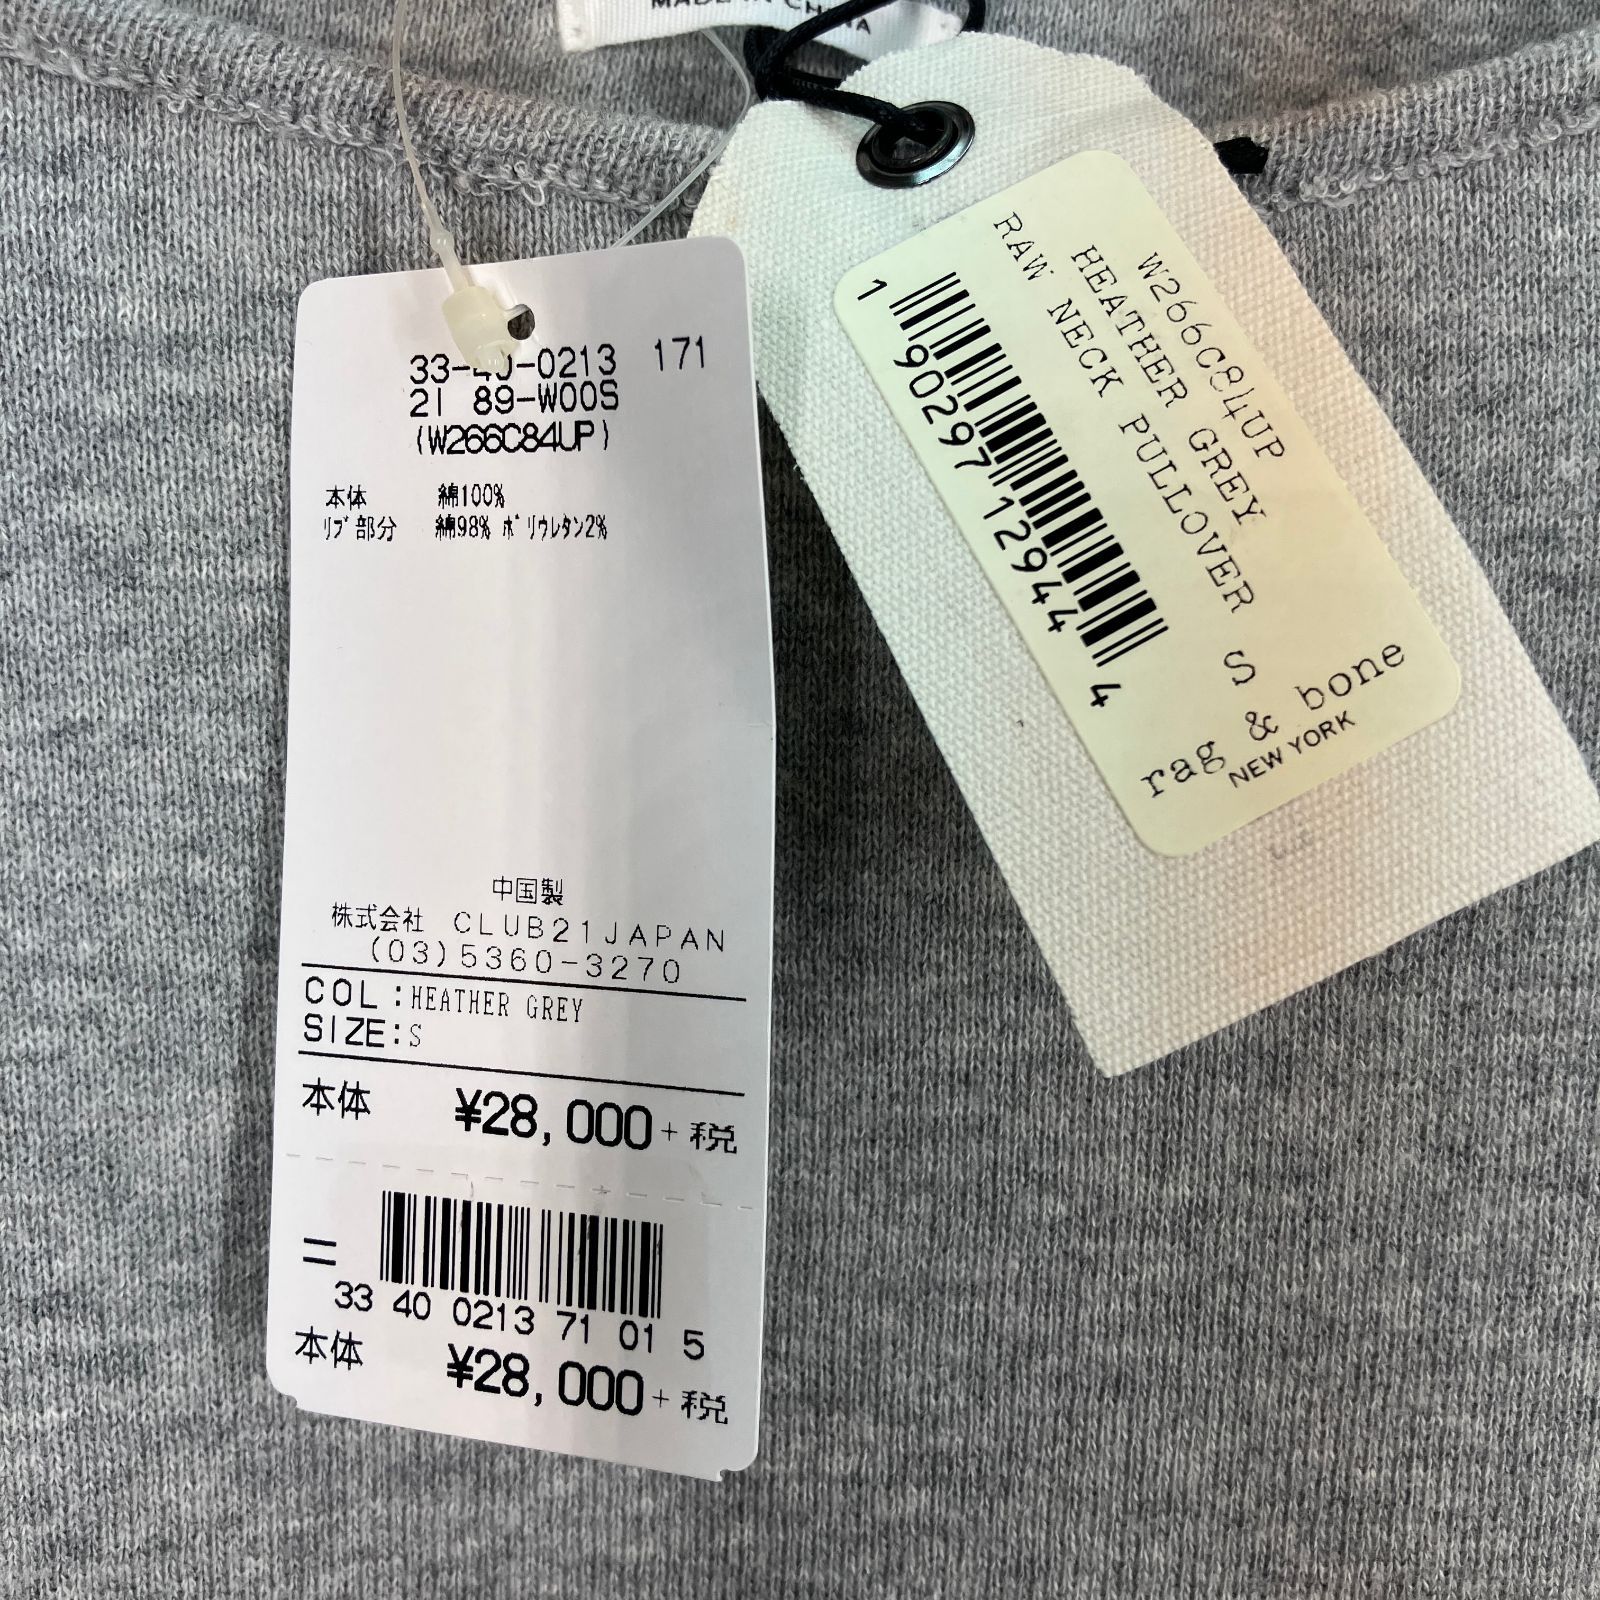 MADE IN CHINA
33-40-0213 171
21 89-W00S
(W266C84UP)
本体 綿100%
ﾘﾌﾞ部分 綿98% ﾎﾟﾘｳﾚﾀﾝ2%
中国製
株式会社 CLUB21JAPAN
(03)5360-3270
COL:HEATHER GREY
SIZE:S
本体 ¥28,000+税
33 40 0213 71 01 5
本体 ¥28,000+税
W266C84UP
HEATHER GREY
RAW NECK PULLOVER S
1 90297 12944 4
rag & bone
NEW YORK